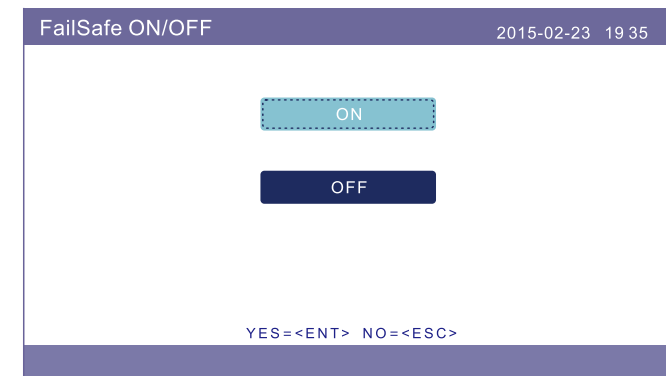 FailSafe ON/OFF 2015-02-23 19 35
ON
OFF
YES=<ENT> NO=<ESC>